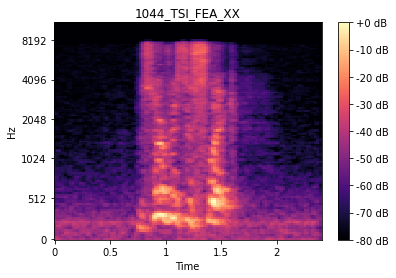 1044_TSI_FEA_XX
+0 dB
8192
-10 dB
-20 dB
4096
-30 dB
Hz
2048
-40 dB
1024
-50 dB
-60 dB
512
-70 dB
0
-80 dB
0 0.5 1 1.5 2
Time